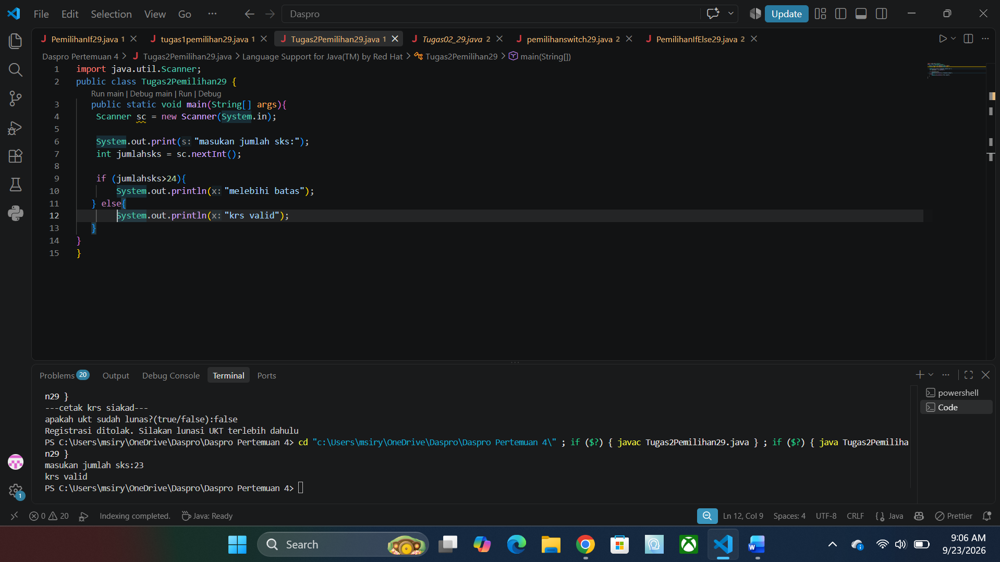 File Edit Selection View Go ··· Daspro Update
PemilihanIf29.java 1 tugas1pemilihan29.java 1 Tugas2Pemilihan29.java 1 Tugas02_29.java 2 pemilihanswitch29.java 2 PemilihanIfElse29.java 2
Daspro Pertemuan 4 > Tugas2Pemilihan29.java > Language Support for Java(TM) by Red Hat > Tugas2Pemilihan29 > main(String[])
1 import java.util.Scanner;
2 public class Tugas2Pemilihan29 {
Run main | Debug main | Run | Debug
3 public static void main(String[] args){
4 Scanner sc = new Scanner(System.in);
5
6 System.out.print(s: "masukan jumlah sks:");
7 int jumlahsks = sc.nextInt();
8
9 if (jumlahsks>24){
10 System.out.println(x: "melebihi batas");
11 } else{
12 System.out.println(x: "krs valid");
13 }
14 }
15 }
Problems 20 Output Debug Console Terminal Ports
n29 }
---cetak krs siakad---
apakah ukt sudah lunas?(true/false):false
Registrasi ditolak. Silakan lunasi UKT terlebih dahulu
PS C:\Users\msiry\OneDrive\Daspro\Daspro Pertemuan 4> cd "c:\Users\msiry\OneDrive\Daspro\Daspro Pertemuan 4\" ; if ($?) { javac Tugas2Pemilihan29.java } ; if ($?) { java Tugas2Pemiliha
n29 }
masukan jumlah sks:23
krs valid
PS C:\Users\msiry\OneDrive\Daspro\Daspro Pertemuan 4>
powershell
Code
1
0 20 Indexing completed. Java: Ready Ln 12, Col 9 Spaces: 4 UTF-8 CRLF {} Java Prettier
Search
9:06 AM
9/23/2026